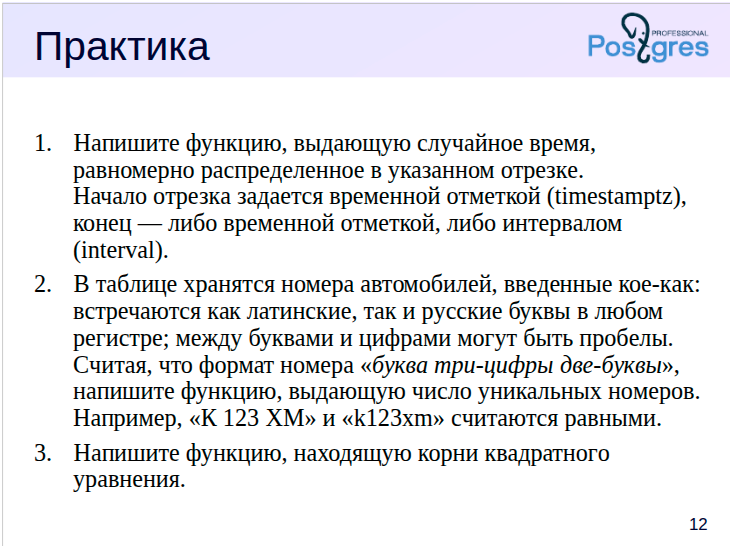 Практика
PROFESSIONAL
Postgres
1. Напишите функцию, выдающую случайное время,
равномерно распределенное в указанном отрезке.
Начало отрезка задается временной отметкой (timestamptz),
конец — либо временной отметкой, либо интервалом
(interval).
2. В таблице хранятся номера автомобилей, введенные кое-как:
встречаются как латинские, так и русские буквы в любом
регистре; между буквами и цифрами могут быть пробелы.
Считая, что формат номера «буква три-цифры две-буквы»,
напишите функцию, выдающую число уникальных номеров.
Например, «К 123 ХМ» и «k123xm» считаются равными.
3. Напишите функцию, находящую корни квадратного
уравнения.
12